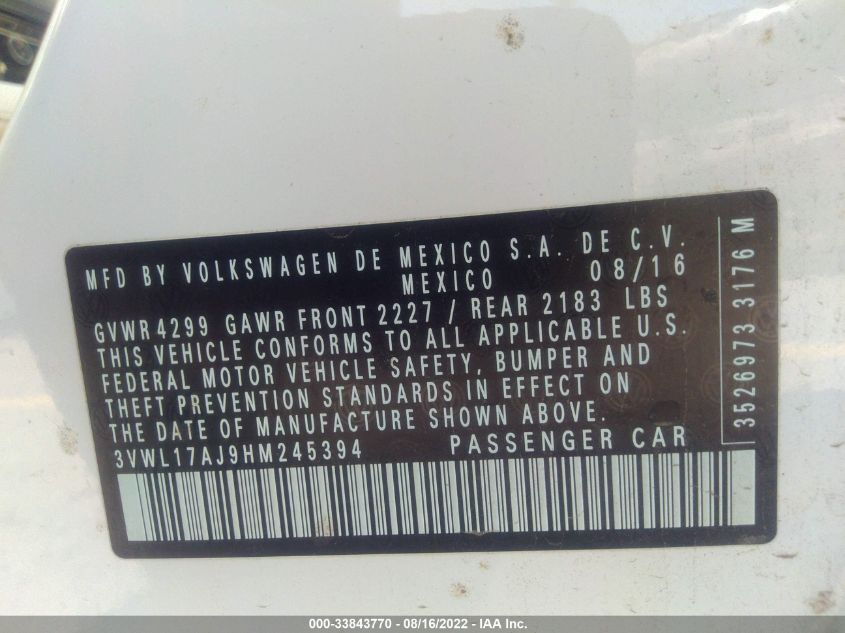 MFD BY VOLKSWAGEN DE MEXICO S.A. DE C.V.
MEXICO 08/16
GVWR 4299 GAWR FRONT 2227 / REAR 2183 LBS
THIS VEHICLE CONFORMS TO ALL APPLICABLE U.S.
FEDERAL MOTOR VEHICLE SAFETY, BUMPER AND
THEFT PREVENTION STANDARDS IN EFFECT ON
THE DATE OF MANUFACTURE SHOWN ABOVE.
3VWL17AJ9HM245394 PASSENGER CAR
3526973 3176 M
000-33843770 - 08/16/2022 - IAA Inc.